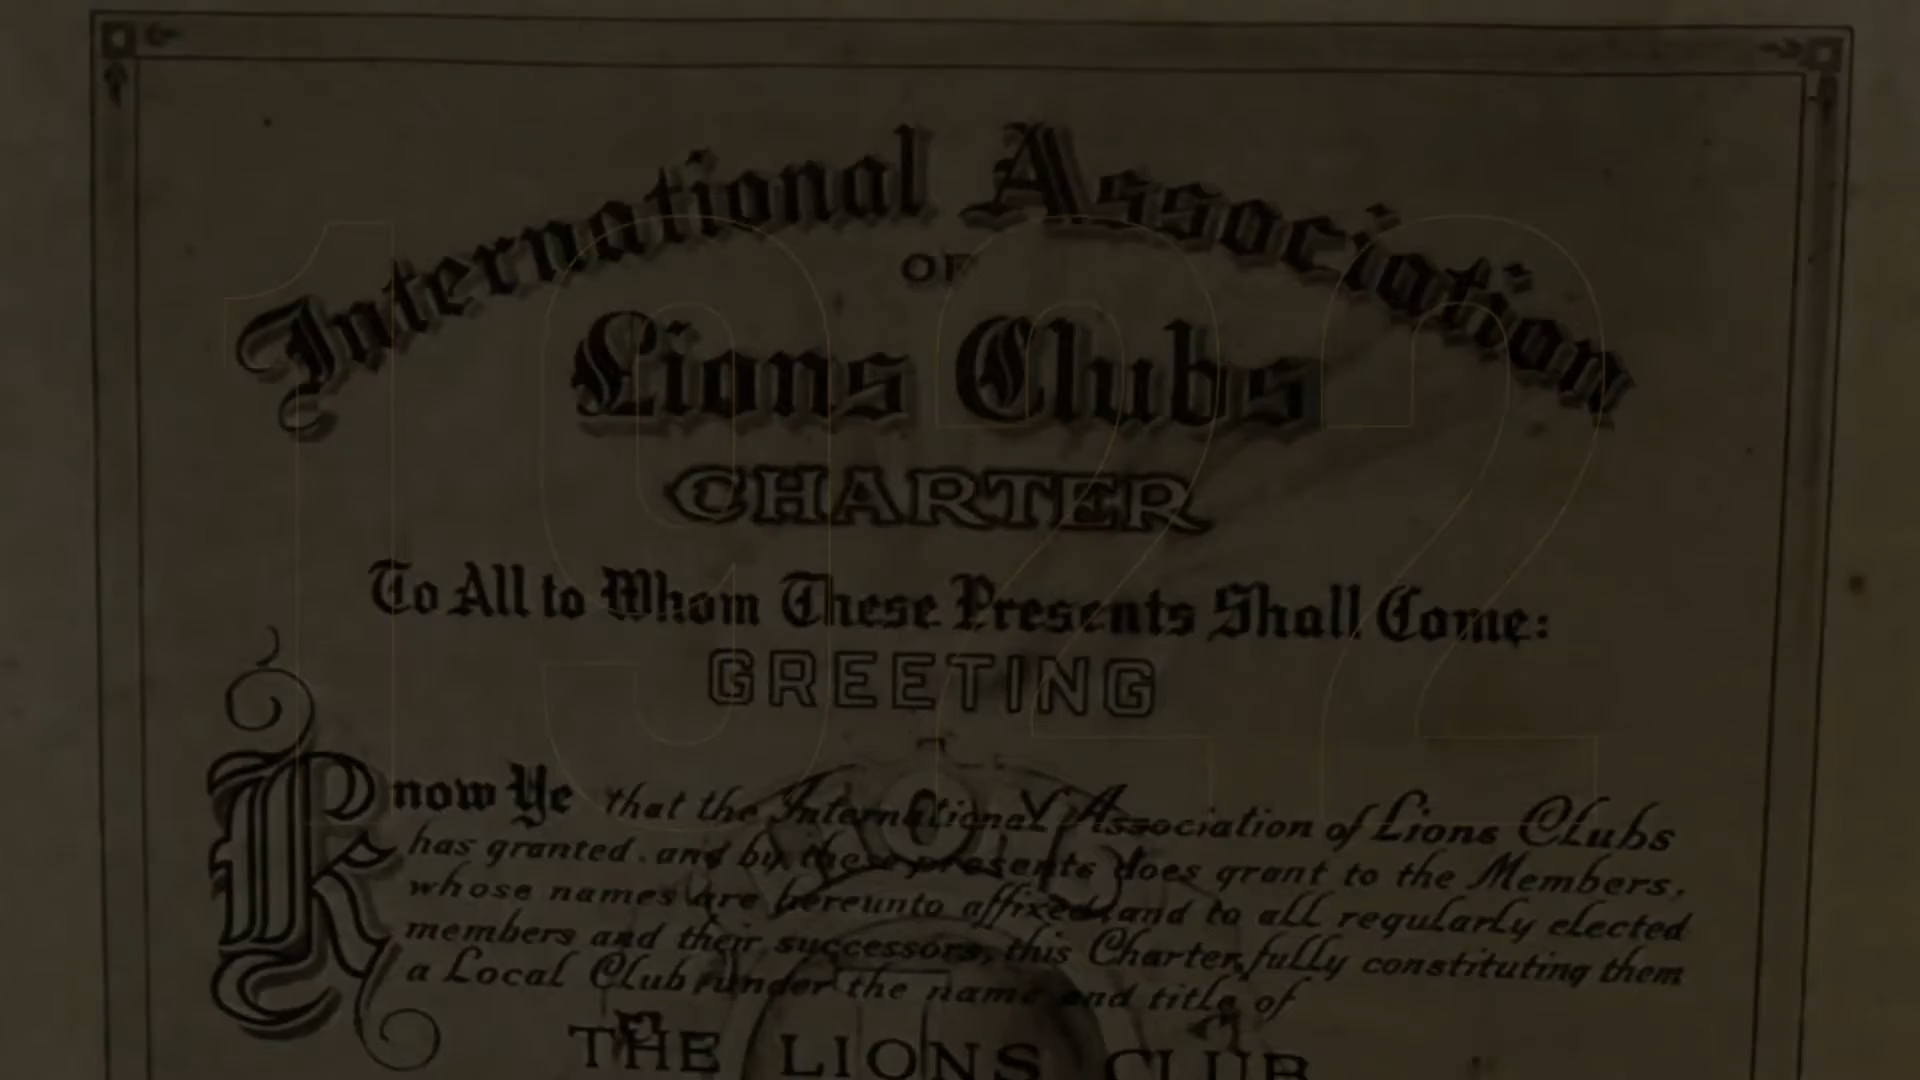 International Association
OF
Lions Clubs
CHARTER
To All to Whom These Presents Shall Come:
GREETING
Know Ye that the International Association of Lions Clubs
has granted, and by these presents does grant to the Members,
whose names are hereunto affixed, and to all regularly elected
members and their successors, this Charter, fully constituting them
a Local Club under the name and title of
THE LIONS CLUB
1922